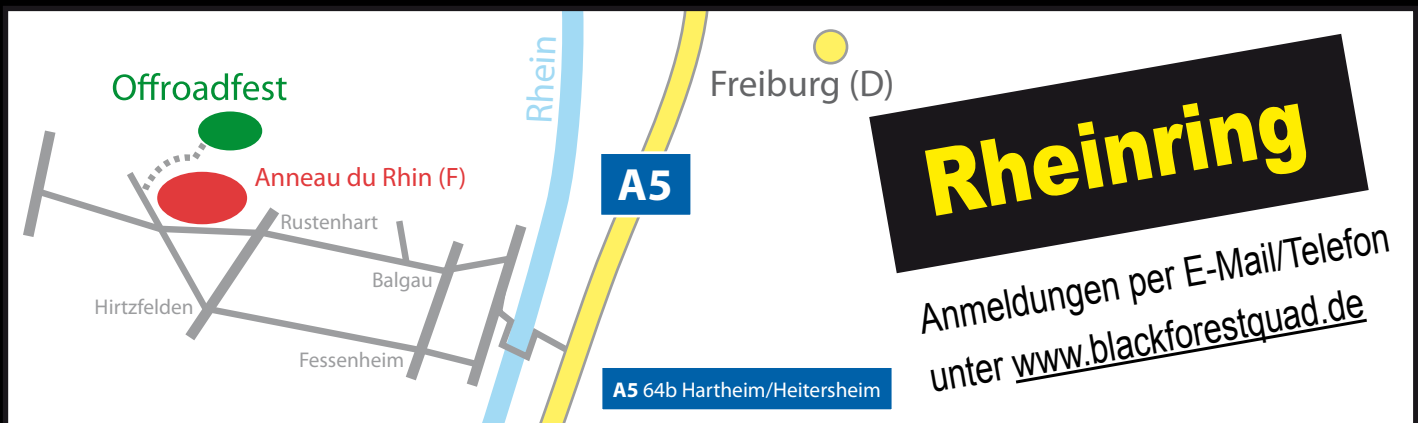 Offroadfest
Anneau du Rhin (F)
Rustenhart
Balgau
Hirtzfelden
Fessenheim
Rhein
A5
Freiburg (D)
A5 64b Hartheim/Heitersheim
Rheinring
Anmeldungen per E-Mail/Telefon
unter www.blackforestquad.de